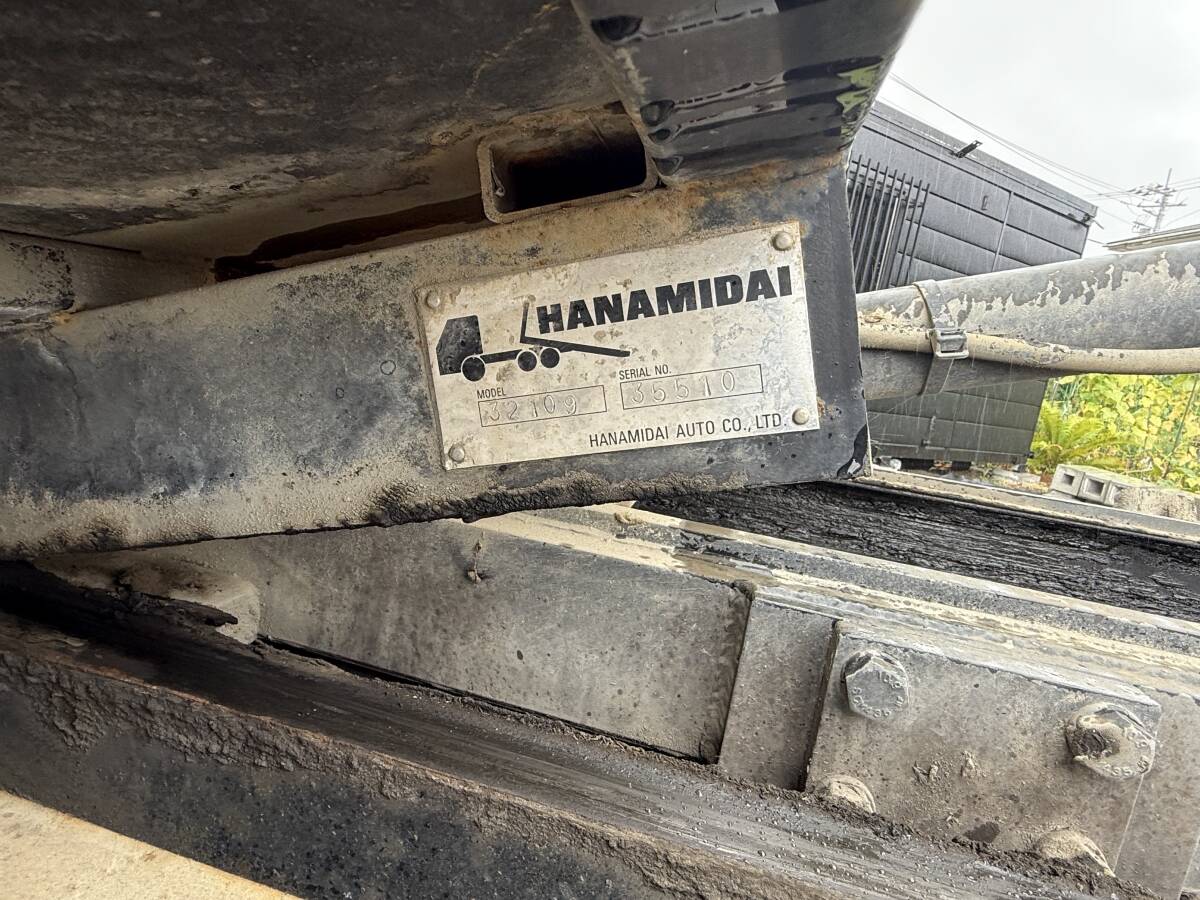 HANAMIDAI
MODEL
32109
SERIAL NO.
35510
HANAMIDAI AUTO CO., LTD.